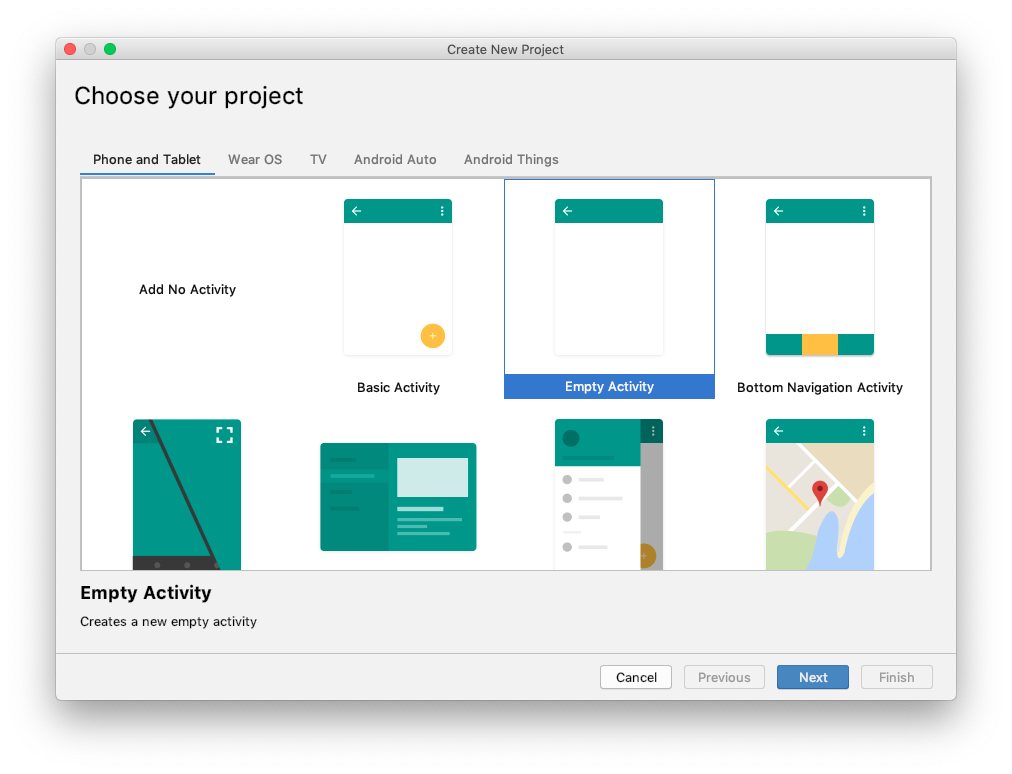 Create New Project
Choose your project
Phone and Tablet Wear OS TV Android Auto Android Things
Add No Activity
Basic Activity
Empty Activity
Bottom Navigation Activity
Empty Activity
Creates a new empty activity
Cancel Previous Next Finish